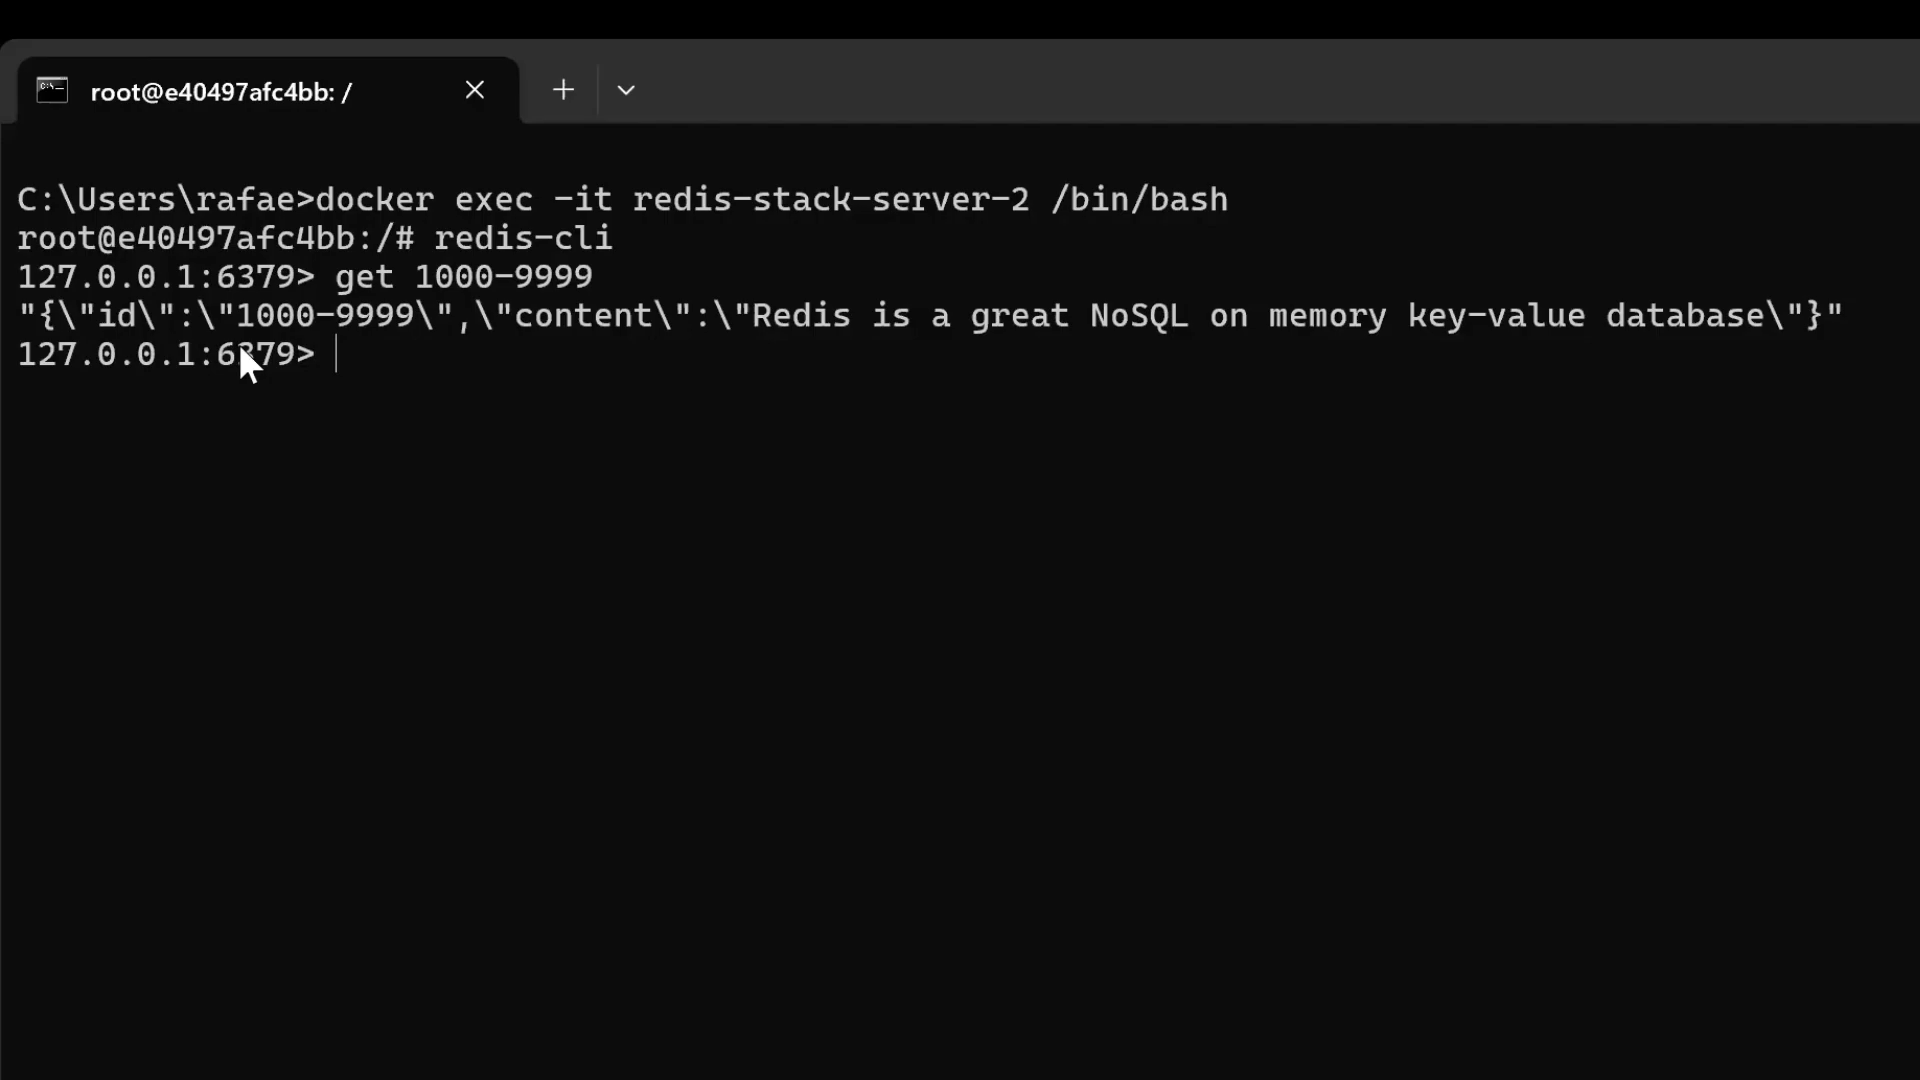 root@e40497afc4bb: /
C:\Users\rafae>docker exec -it redis-stack-server-2 /bin/bash
root@e40497afc4bb:/# redis-cli
127.0.0.1:6379> get 1000-9999
"{\"id\":\"1000-9999\",\"content\":\"Redis is a great NoSQL on memory key-value database\"}"
127.0.0.1:6379>